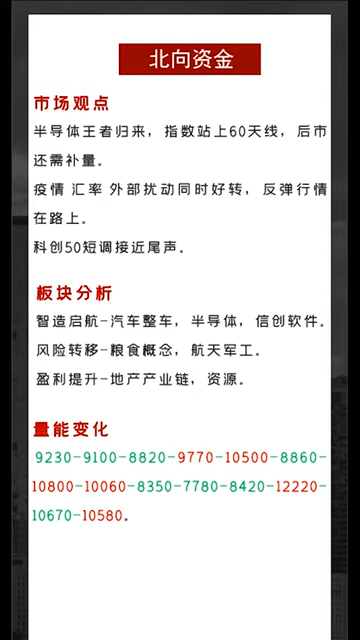 北向资金
市场观点
半导体王者归来，指数站上60天线，后市
还需补量。
疫情 汇率 外部扰动同时好转，反弹行情
在路上。
科创50短调接近尾声。
板块分析
智造启航-汽车整车，半导体，信创软件。
风险转移-粮食概念，航天军工。
盈利提升-地产产业链，资源。
量能变化
9230-9100-8820-9770-10500-8860-
10800-10060-8350-7780-8420-12220-
10670-10580。